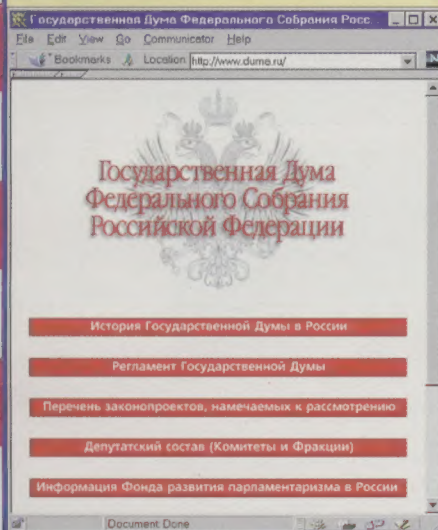 Государственная Дума Федерального Собрания Росс
File Edit View Go Communicator Help
Bookmarks Location: http://www.duma.ru/ N
Государственная Дума
Федерального Собрания
Российской Федерации
История Государственной Думы в России
Регламент Государственной Думы
Перечень законопроектов, намечаемых к рассмотрению
Депутатский состав (Комитеты и Фракции)
Информация Фонда развития парламентаризма в России
Document Done